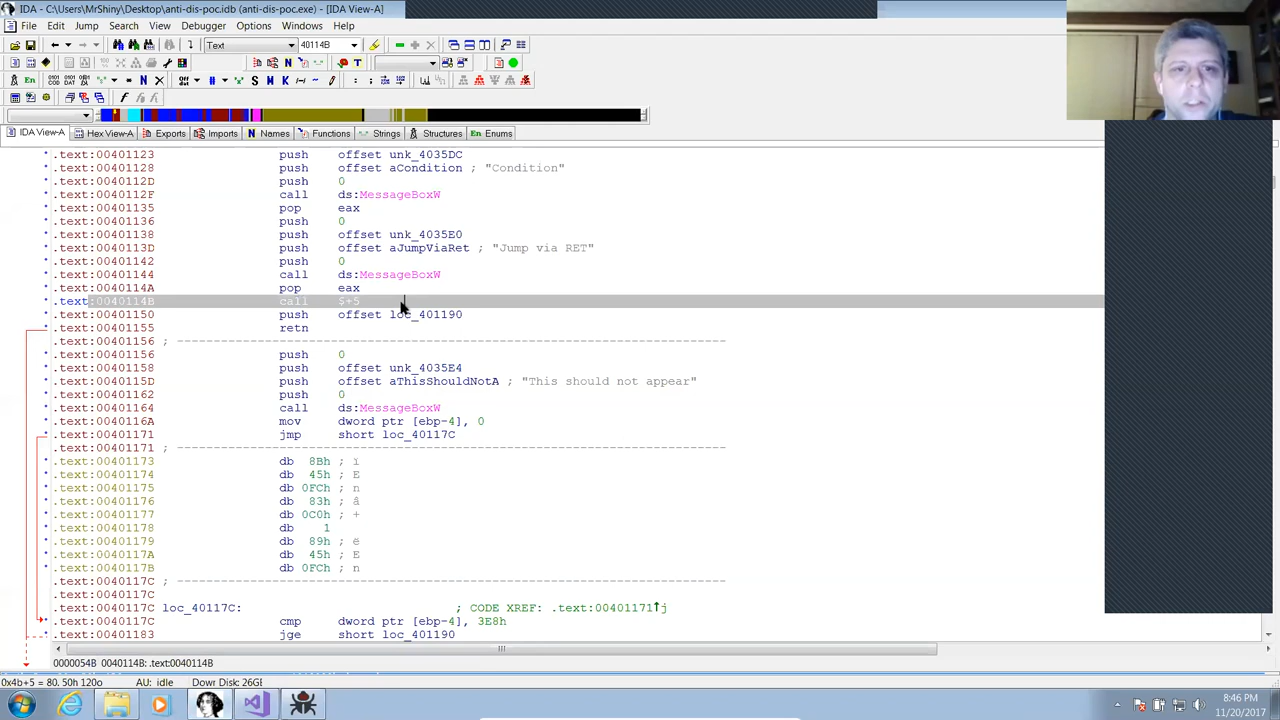 IDA - C:\Users\MrShiny\Desktop\anti-dis-poc.idb (anti-dis-poc.exe) - [IDA View-A]
File Edit Jump Search View Debugger Options Windows Help
Text 40114B
IDA View-A Hex View-A Exports Imports Names Functions Strings Structures Enums
.text:00401123 push offset unk_4035DC
.text:00401128 push offset aCondition ; "Condition"
.text:0040112D push 0
.text:0040112F call ds:MessageBoxW
.text:00401135 pop eax
.text:00401136 push 0
.text:00401138 push offset unk_4035E0
.text:0040113D push offset aJumpViaRet ; "Jump via RET"
.text:00401142 push 0
.text:00401144 call ds:MessageBoxW
.text:0040114A pop eax
.text:0040114B call $+5
.text:00401150 push offset loc_401190
.text:00401155 retn
.text:00401156 ; ---------------------------------------------------------------------------
.text:00401156 push 0
.text:00401158 push offset unk_4035E4
.text:0040115D push offset aThisShouldNotA ; "This should not appear"
.text:00401162 push 0
.text:00401164 call ds:MessageBoxW
.text:0040116A mov dword ptr [ebp-4], 0
.text:00401171 jmp short loc_40117C
.text:00401171 ; ---------------------------------------------------------------------------
.text:00401173 db 8Bh ; ï
.text:00401174 db 45h ; E
.text:00401175 db 0FCh ; n
.text:00401176 db 83h ; â
.text:00401177 db 0C0h ; +
.text:00401178 db 1
.text:00401179 db 89h ; ë
.text:0040117A db 45h ; E
.text:0040117B db 0FCh ; n
.text:0040117C ; ---------------------------------------------------------------------------
.text:0040117C
.text:0040117C loc_40117C: ; CODE XREF: .text:00401171↑j
.text:0040117C cmp dword ptr [ebp-4], 3E8h
.text:00401183 jge short loc_401190
0000054B 0040114B: .text:0040114B
0x4b+5 = 80. 50h 120o AU: idle Down Disk: 26GB
8:46 PM
11/20/2017